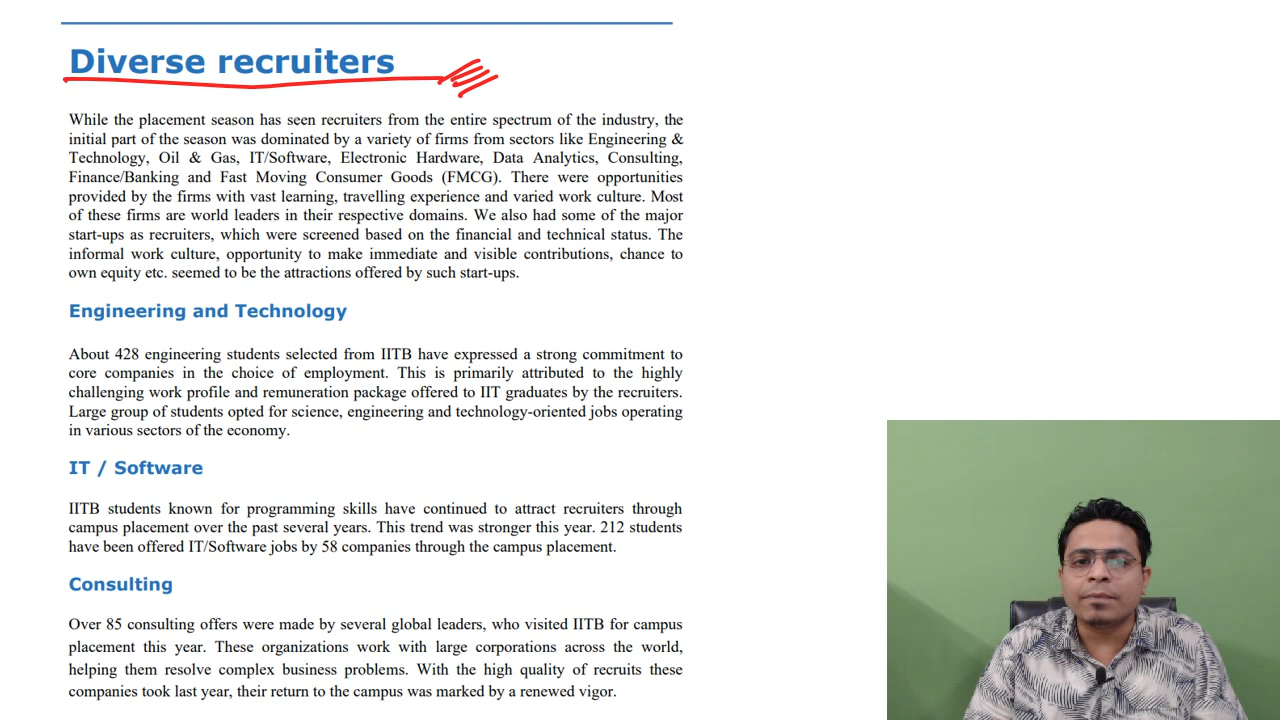 Diverse recruiters
While the placement season has seen recruiters from the entire spectrum of the industry, the
initial part of the season was dominated by a variety of firms from sectors like Engineering &
Technology, Oil & Gas, IT/Software, Electronic Hardware, Data Analytics, Consulting,
Finance/Banking and Fast Moving Consumer Goods (FMCG). There were opportunities
provided by the firms with vast learning, travelling experience and varied work culture. Most
of these firms are world leaders in their respective domains. We also had some of the major
start-ups as recruiters, which were screened based on the financial and technical status. The
informal work culture, opportunity to make immediate and visible contributions, chance to
own equity etc. seemed to be the attractions offered by such start-ups.
Engineering and Technology
About 428 engineering students selected from IITB have expressed a strong commitment to
core companies in the choice of employment. This is primarily attributed to the highly
challenging work profile and remuneration package offered to IIT graduates by the recruiters.
Large group of students opted for science, engineering and technology-oriented jobs operating
in various sectors of the economy.
IT / Software
IITB students known for programming skills have continued to attract recruiters through
campus placement over the past several years. This trend was stronger this year. 212 students
have been offered IT/Software jobs by 58 companies through the campus placement.
Consulting
Over 85 consulting offers were made by several global leaders, who visited IITB for campus
placement this year. These organizations work with large corporations across the world,
helping them resolve complex business problems. With the high quality of recruits these
companies took last year, their return to the campus was marked by a renewed vigor.